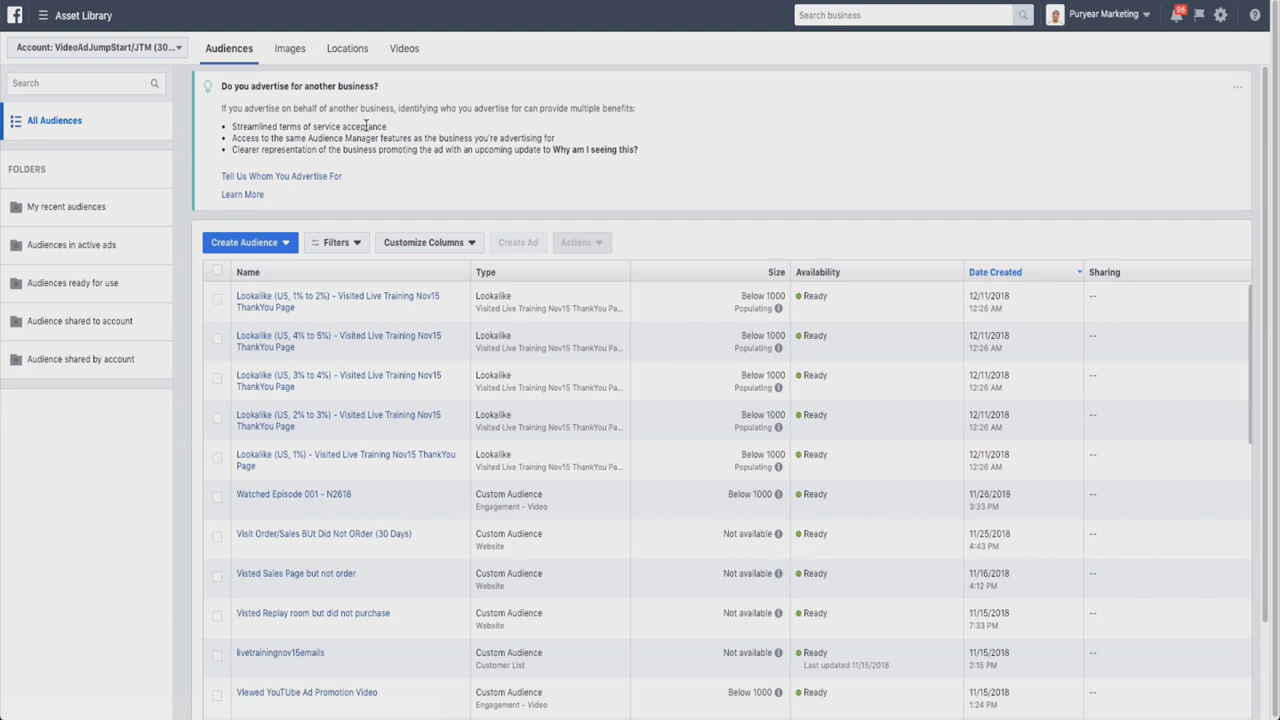 Asset Library
Search business
Puryear Marketing
96
Account: VideoAdJumpStart/JTM (30...
Audiences
Images
Locations
Videos
Search
All Audiences
FOLDERS
My recent audiences
Audiences in active ads
Audiences ready for use
Audience shared to account
Audience shared by account
Do you advertise for another business?
If you advertise on behalf of another business, identifying who you advertise for can provide multiple benefits:
• Streamlined terms of service acceptance
• Access to the same Audience Manager features as the business you're advertising for
• Clearer representation of the business promoting the ad with an upcoming update to Why am I seeing this?
Tell Us Whom You Advertise For
Learn More
Create Audience
Filters
Customize Columns
Create Ad
Actions
Name Type Size Availability Date Created Sharing
Lookalike (US, 1% to 2%) - Visited Live Training Nov15 Lookalike Below 1000 Ready 12/11/2018 --
ThankYou Page Visited Live Training Nov15 ThankYou Pa... Populating 12:26 AM
Lookalike (US, 4% to 5%) - Visited Live Training Nov15 Lookalike Below 1000 Ready 12/11/2018 --
ThankYou Page Visited Live Training Nov15 ThankYou Pa... Populating 12:26 AM
Lookalike (US, 3% to 4%) - Visited Live Training Nov15 Lookalike Below 1000 Ready 12/11/2018 --
ThankYou Page Visited Live Training Nov15 ThankYou Pa... Populating 12:26 AM
Lookalike (US, 2% to 3%) - Visited Live Training Nov15 Lookalike Below 1000 Ready 12/11/2018 --
ThankYou Page Visited Live Training Nov15 ThankYou Pa... Populating 12:26 AM
Lookalike (US, 1%) - Visited Live Training Nov15 ThankYou Lookalike Below 1000 Ready 12/11/2018 --
Page Visited Live Training Nov15 ThankYou Pa... Populating 12:26 AM
Watched Episode 001 - N2618 Custom Audience Below 1000 Ready 11/26/2018 --
Engagement - Video 3:33 PM
Visit Order/Sales BUt Did Not ORder (30 Days) Custom Audience Not available Ready 11/25/2018 --
Website 4:43 PM
Visted Sales Page but not order Custom Audience Not available Ready 11/16/2018 --
Website 4:12 PM
Visted Replay room but did not purchase Custom Audience Not available Ready 11/15/2018 --
Website 7:33 PM
livetrainingnov15emails Custom Audience Not available Ready 11/15/2018 --
Customer List Last updated 11/15/2018 2:15 PM
VIewed YouTUbe Ad Promotion Video Custom Audience Below 1000 Ready 11/15/2018 --
Engagement - Video 1:24 PM